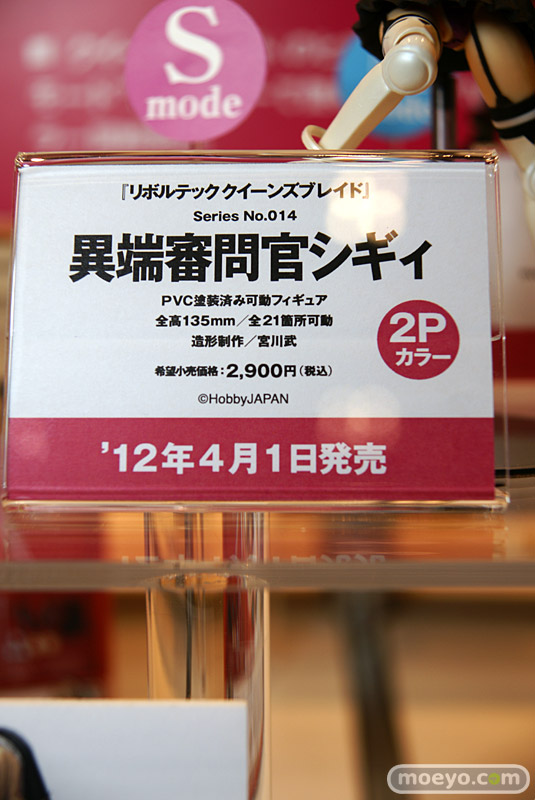 S
mode
『リボルテック クイーンズブレイド』
Series No.014
異端審問官シギィ
PVC塗装済み可動フィギュア
全高135mm／全21箇所可動
造形制作／宮川武
2P
カラー
希望小売価格：2,900円（税込）
©HobbyJAPAN
’12年4月1日発売
moeyo.com